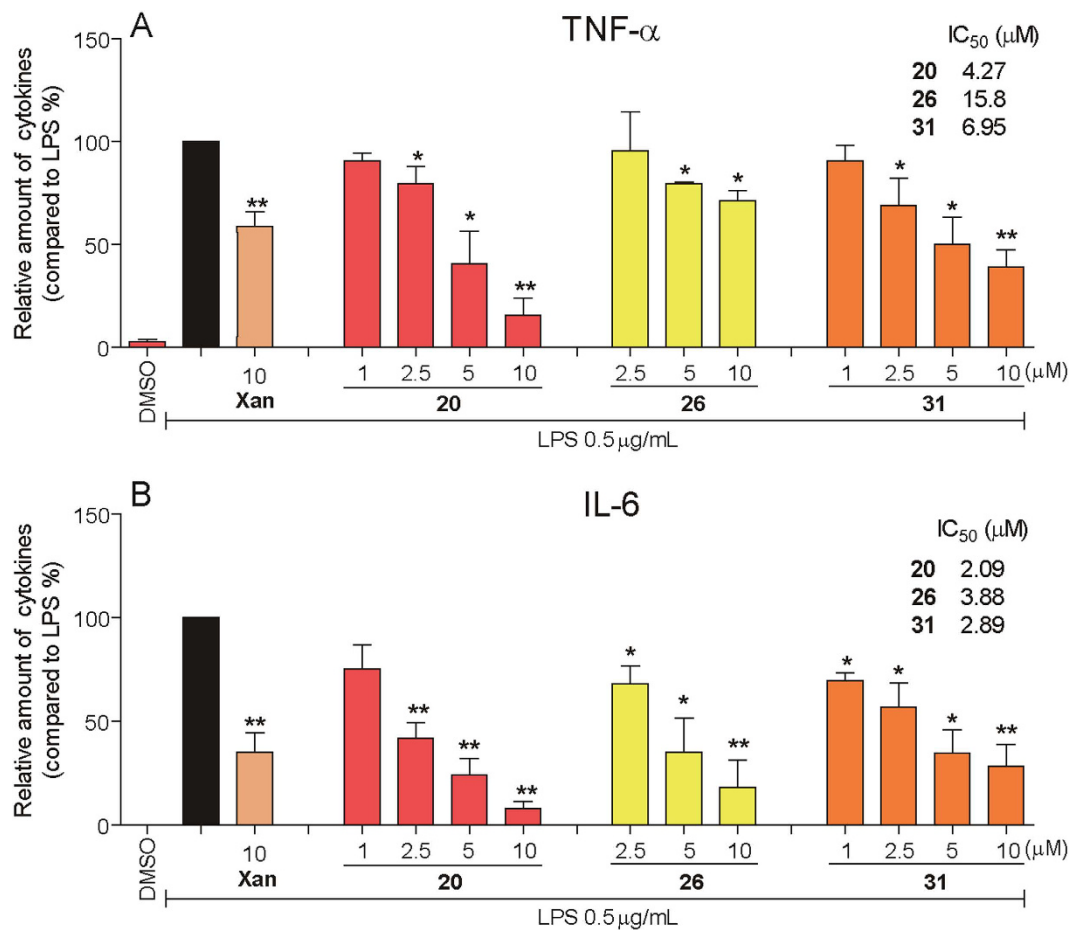 A
TNF-α
Relative amount of cytokines
(compared to LPS %)
150
100
50
0
IC50 (μM)
20 4.27
26 15.8
31 6.95
** * * ** * * * * **
DMSO
10 1 2.5 5 10 2.5 5 10 1 2.5 5 10 (μM)
Xan 20 26 31
LPS 0.5 μg/mL
B
IL-6
Relative amount of cytokines
(compared to LPS %)
150
100
50
0
IC50 (μM)
20 2.09
26 3.88
31 2.89
** ** ** ** * * ** * * * **
DMSO
10 1 2.5 5 10 2.5 5 10 1 2.5 5 10 (μM)
Xan 20 26 31
LPS 0.5 μg/mL